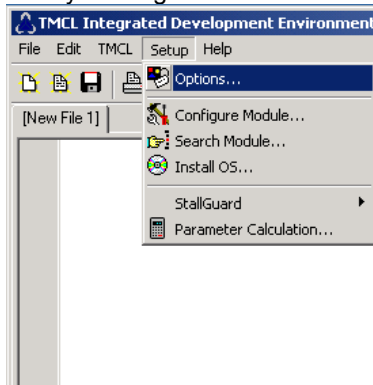 TMCL Integrated Development Environment
File Edit TMCL Setup Help
Options...
[New File 1]
Configure Module...
Search Module...
Install OS...
StallGuard
Parameter Calculation...